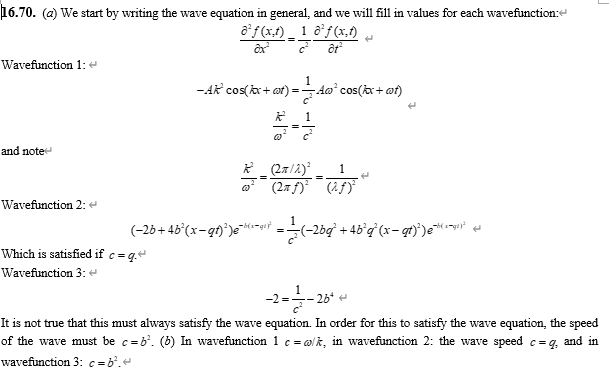 16.70. (a) We start by writing the wave equation in general, and we will fill in values for each wavefunction:
∂²f(x,t)/∂x² = 1/c² ∂²f(x,t)/∂t²
Wavefunction 1:
−Ak² cos(kx + ωt) = 1/c² − Aω² cos(kx + ωt)
k²/ω² = 1/c²
and note
k²/ω² = (2π/λ)²/(2πf)² = 1/(λf)²
Wavefunction 2:
(−2b + 4b²(x − qt)²)e^(−b(x−qt)²) = 1/c² (−2bq² + 4b²q²(x − qt)²)e^(−b(x−qt)²)
Which is satisfied if c = q.
Wavefunction 3:
−2 = 1/c² − 2b⁴
It is not true that this must always satisfy the wave equation. In order for this to satisfy the wave equation, the speed
of the wave must be c = b². (b) In wavefunction 1 c = ω/k, in wavefunction 2: the wave speed c = q, and in
wavefunction 3: c = b².